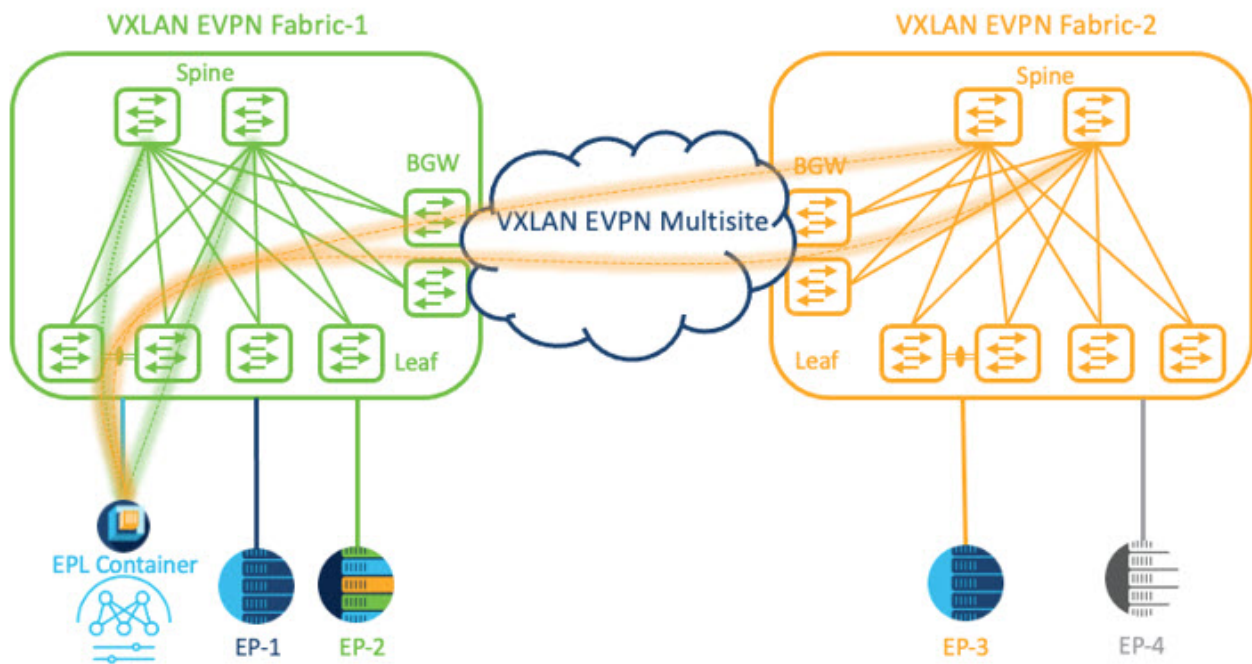 VXLAN EVPN Fabric-1
VXLAN EVPN Fabric-2
Spine
Spine
BGW
BGW
VXLAN EVPN Multisite
Leaf
Leaf
EPL Container
EP-1
EP-2
EP-3
EP-4